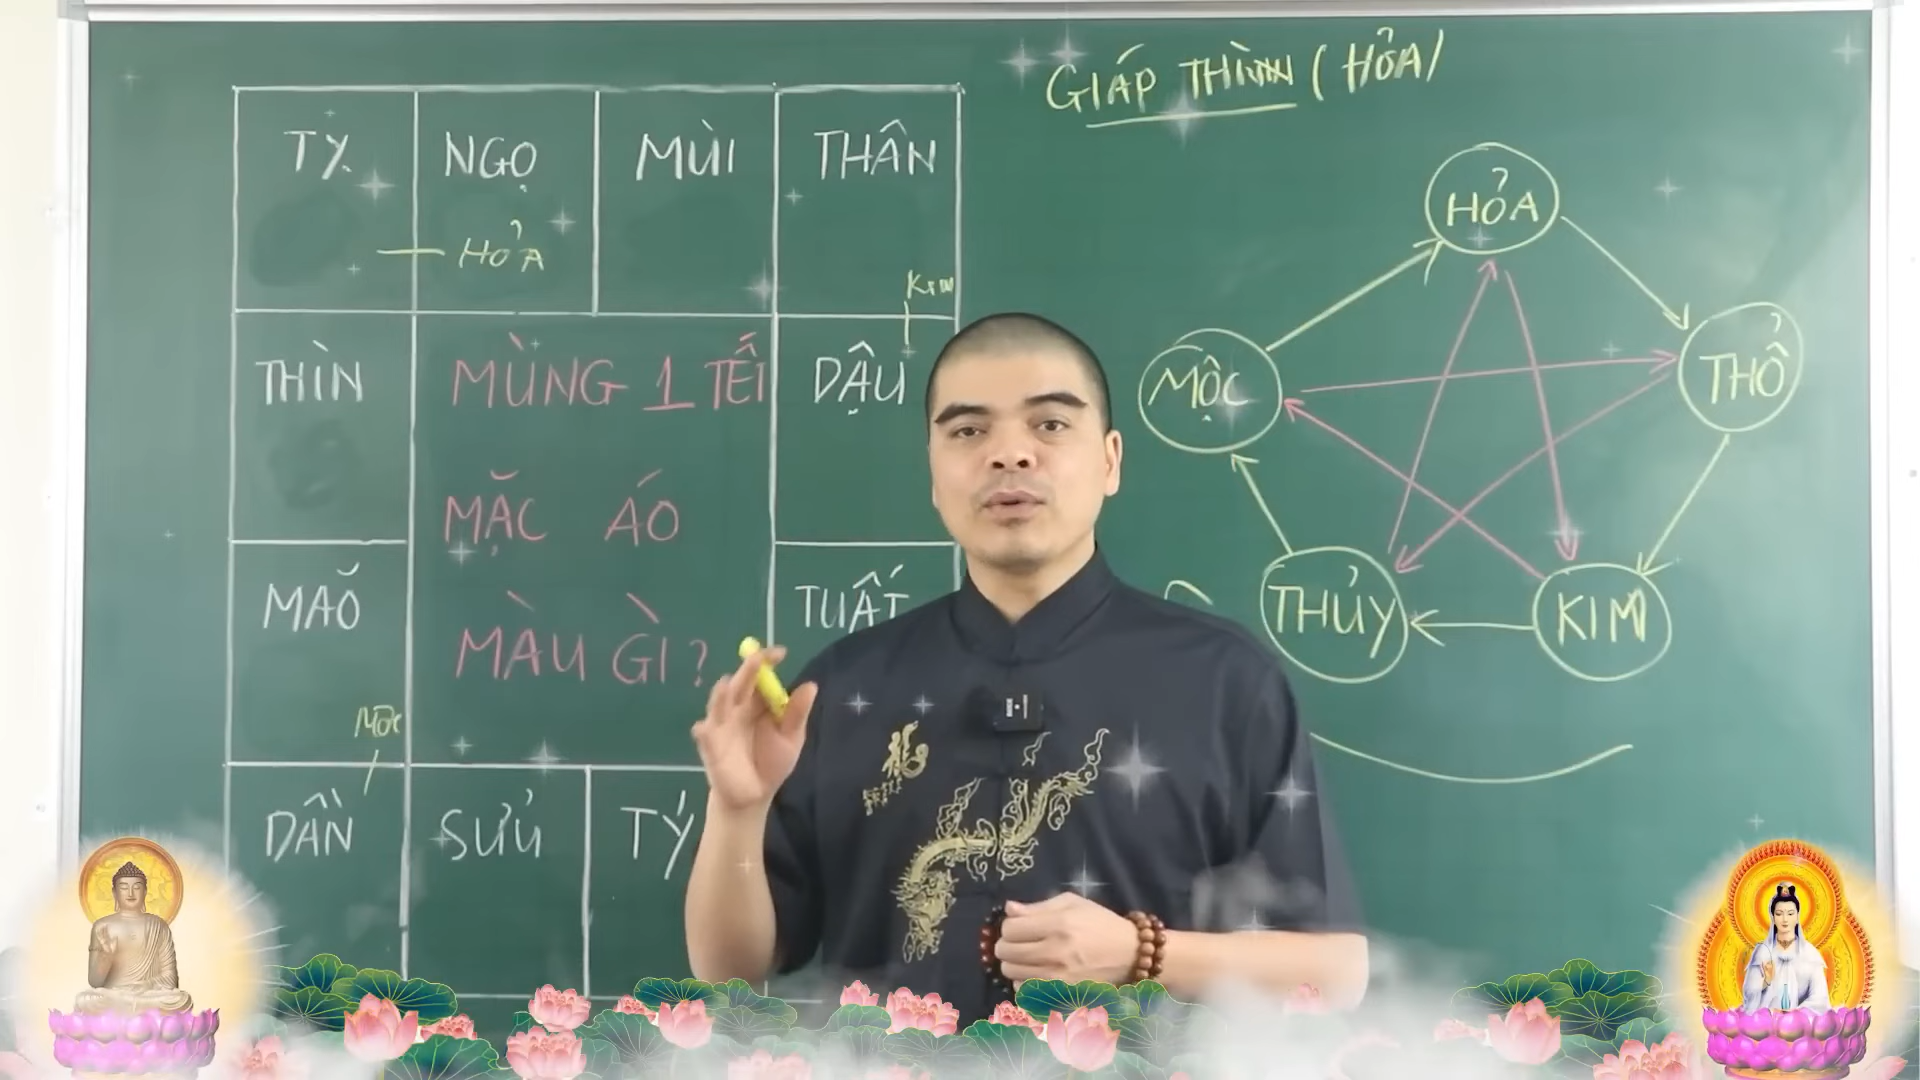 GIÁP THÌN (HỎA)
TỴ NGỌ MÙI THÂN
HỎA
KIM
THÌN DẬU
MÙNG 1 TẾT
MẶC ÁO
MÀU GÌ?
MÃO TUẤT
MỘC
DẦN SỬU TÝ
HỎA
MỘC
THỔ
THỦY
KIM
龍